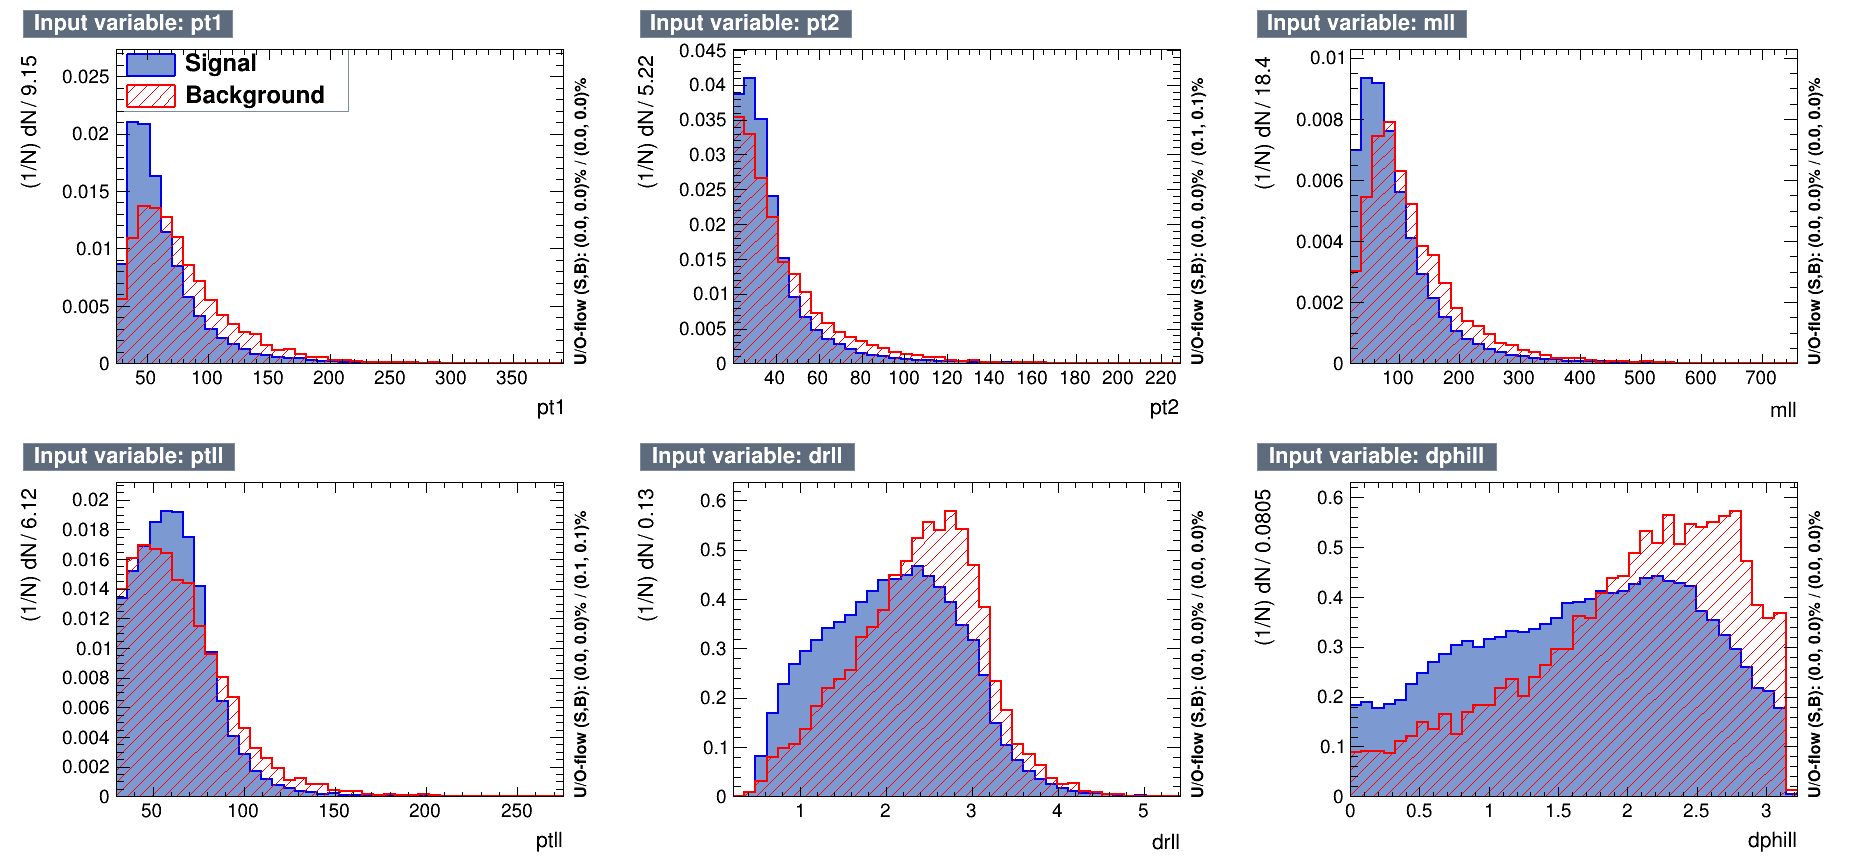 Input variable: pt1
(1/N) dN / 9.15
0.025
0.02
0.015
0.01
0.005
0
Signal
Background
50 100 150 200 250 300 350
pt1
U/O-flow (S,B): (0.0, 0.0)% / (0.0, 0.0)%
Input variable: pt2
(1/N) dN / 5.22
0.045
0.04
0.035
0.03
0.025
0.02
0.015
0.01
0.005
0
40 60 80 100 120 140 160 180 200 220
pt2
U/O-flow (S,B): (0.0, 0.0)% / (0.1, 0.1)%
Input variable: mll
(1/N) dN / 18.4
0.01
0.008
0.006
0.004
0.002
0
100 200 300 400 500 600 700
mll
U/O-flow (S,B): (0.0, 0.0)% / (0.0, 0.0)%
Input variable: ptll
(1/N) dN / 6.12
0.02
0.018
0.016
0.014
0.012
0.01
0.008
0.006
0.004
0.002
0
50 100 150 200 250
ptll
U/O-flow (S,B): (0.0, 0.0)% / (0.1, 0.1)%
Input variable: drll
(1/N) dN / 0.13
0.6
0.5
0.4
0.3
0.2
0.1
0
1 2 3 4 5
drll
U/O-flow (S,B): (0.0, 0.0)% / (0.0, 0.0)%
Input variable: dphill
(1/N) dN / 0.0805
0.6
0.5
0.4
0.3
0.2
0.1
0
0 0.5 1 1.5 2 2.5 3
dphill
U/O-flow (S,B): (0.0, 0.0)% / (0.0, 0.0)%